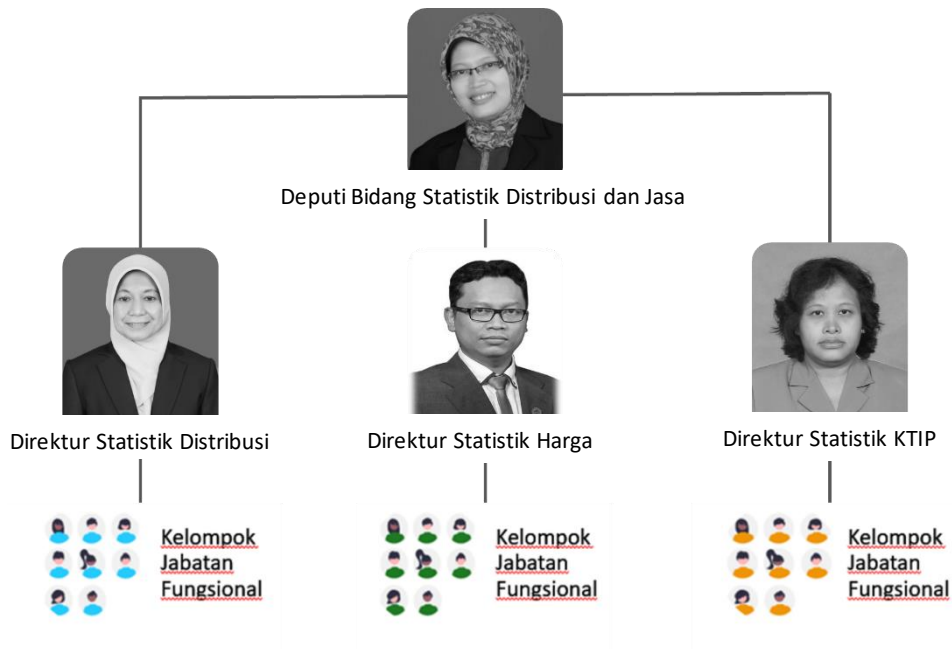 Deputi Bidang Statistik Distribusi dan Jasa
Direktur Statistik Distribusi
Direktur Statistik Harga
Direktur Statistik KTIP
Kelompok
Jabatan
Fungsional
Kelompok
Jabatan
Fungsional
Kelompok
Jabatan
Fungsional